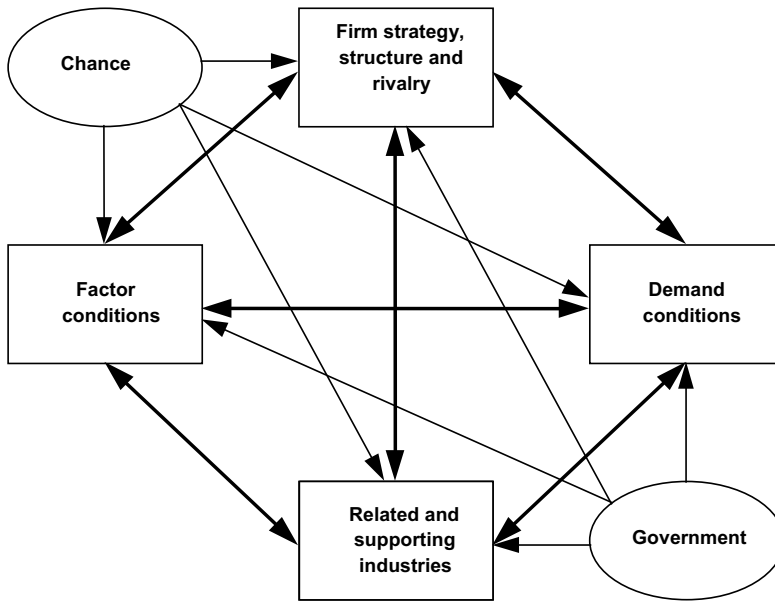 Chance
Firm strategy,
structure and
rivalry
Factor
conditions
Demand
conditions
Related and
supporting
industries
Government